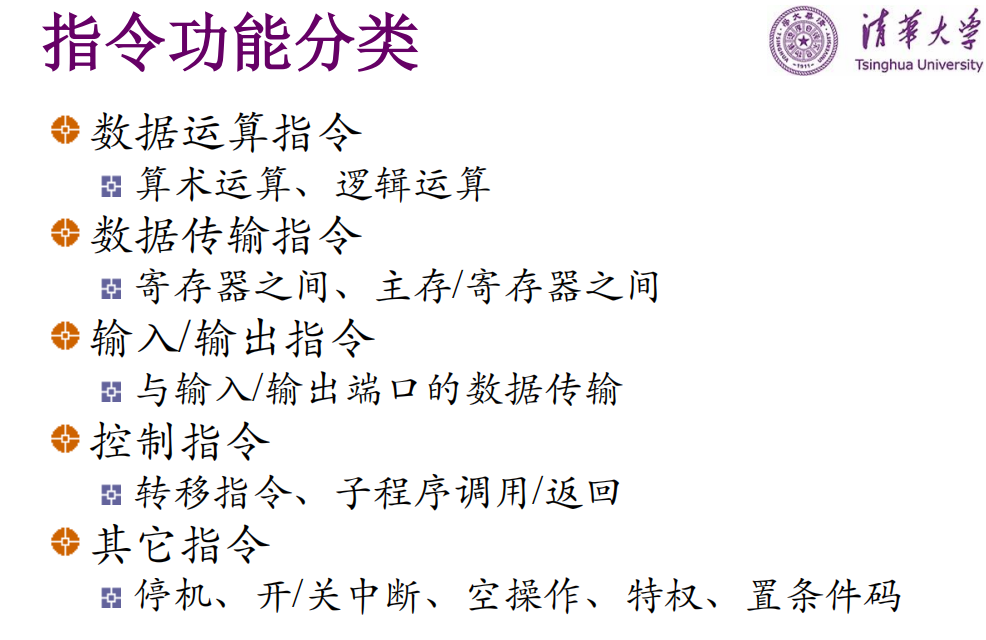 指令功能分类
清华大学
Tsinghua University
数据运算指令
算术运算、逻辑运算
数据传输指令
寄存器之间、主存/寄存器之间
输入/输出指令
与输入/输出端口的数据传输
控制指令
转移指令、子程序调用/返回
其它指令
停机、开/关中断、空操作、特权、置条件码